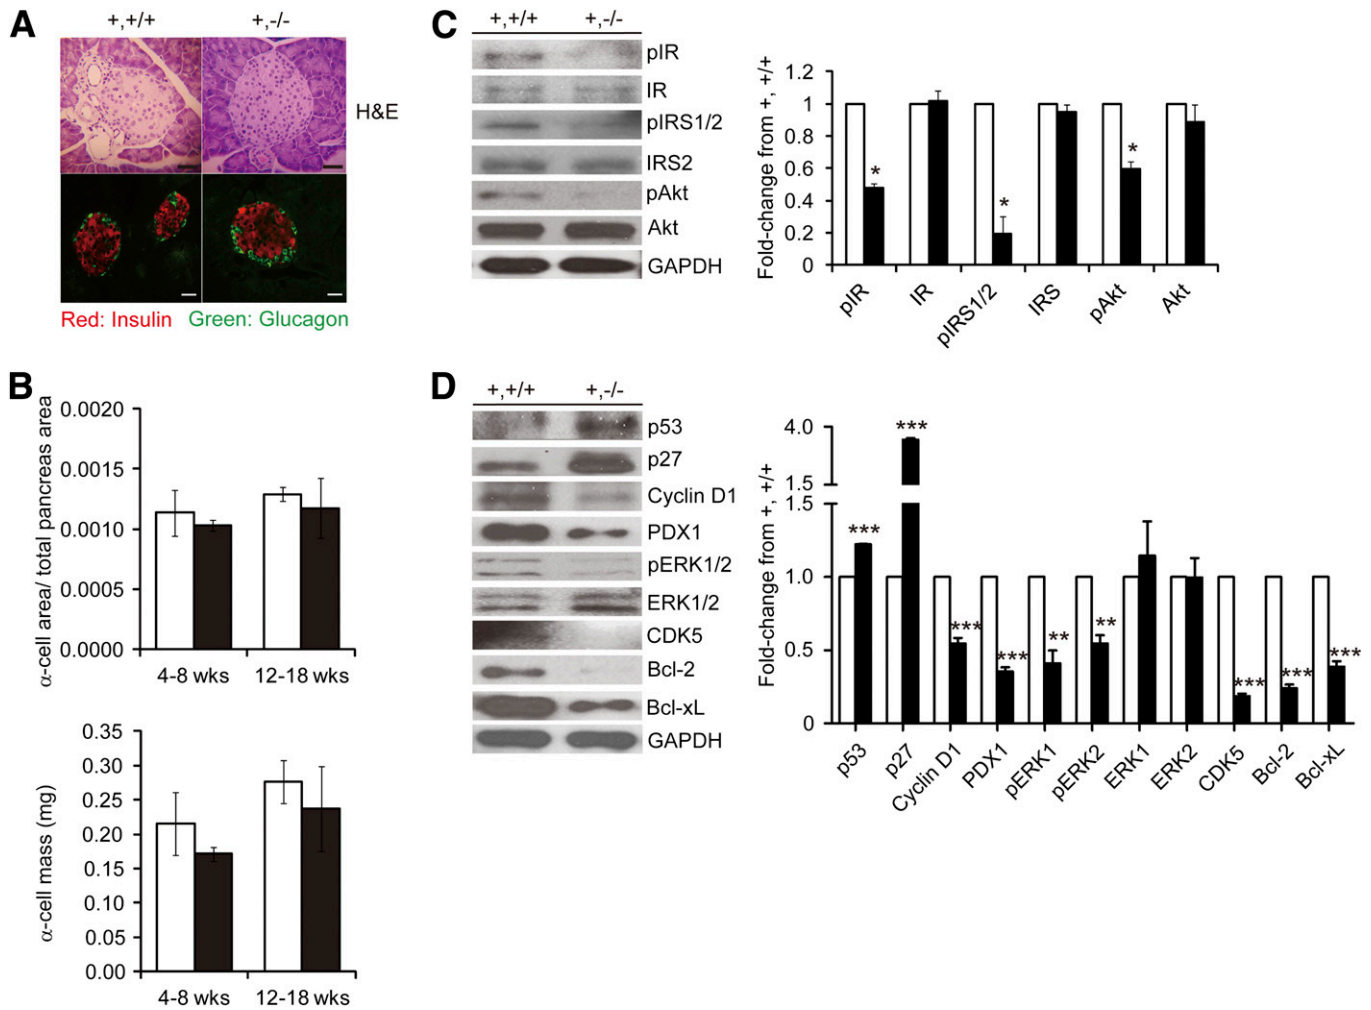 A
+,+/+ +,-/-
H&E
Red: Insulin Green: Glucagon
B
α-cell area/ total pancreas area
0.0020
0.0015
0.0010
0.0005
0.0000
4-8 wks 12-18 wks
α-cell mass (mg)
0.35
0.30
0.25
0.20
0.15
0.10
0.05
0.00
4-8 wks 12-18 wks
C
+,+/+ +,-/-
pIR
IR
pIRS1/2
IRS2
pAkt
Akt
GAPDH
Fold-change from +, +/+
1.2
1
0.8
0.6
0.4
0.2
0
* * *
pIR IR pIRS1/2 IRS pAkt Akt
D
+,+/+ +,-/-
p53
p27
Cyclin D1
PDX1
pERK1/2
ERK1/2
CDK5
Bcl-2
Bcl-xL
GAPDH
Fold-change from +, +/+
4.0
1.5
1.5
1.0
0.5
0
*** *** *** *** ** ** *** *** ***
p53 p27 Cyclin D1 PDX1 pERK1 pERK2 ERK1 ERK2 CDK5 Bcl-2 Bcl-xL